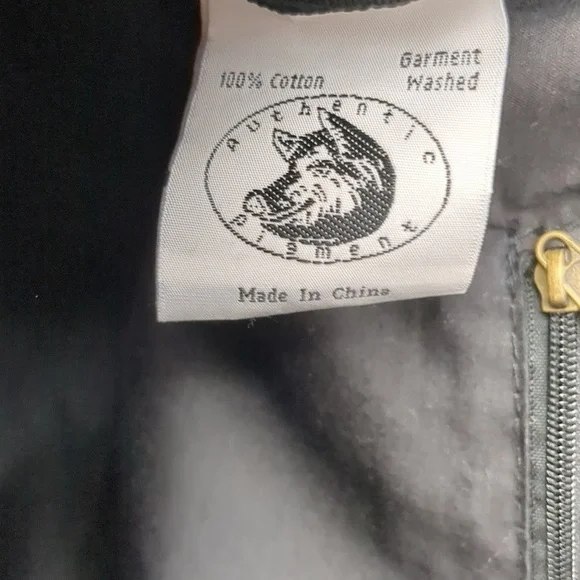 100% Cotton
Garment
Washed
Authentic
Pigment
Made In China